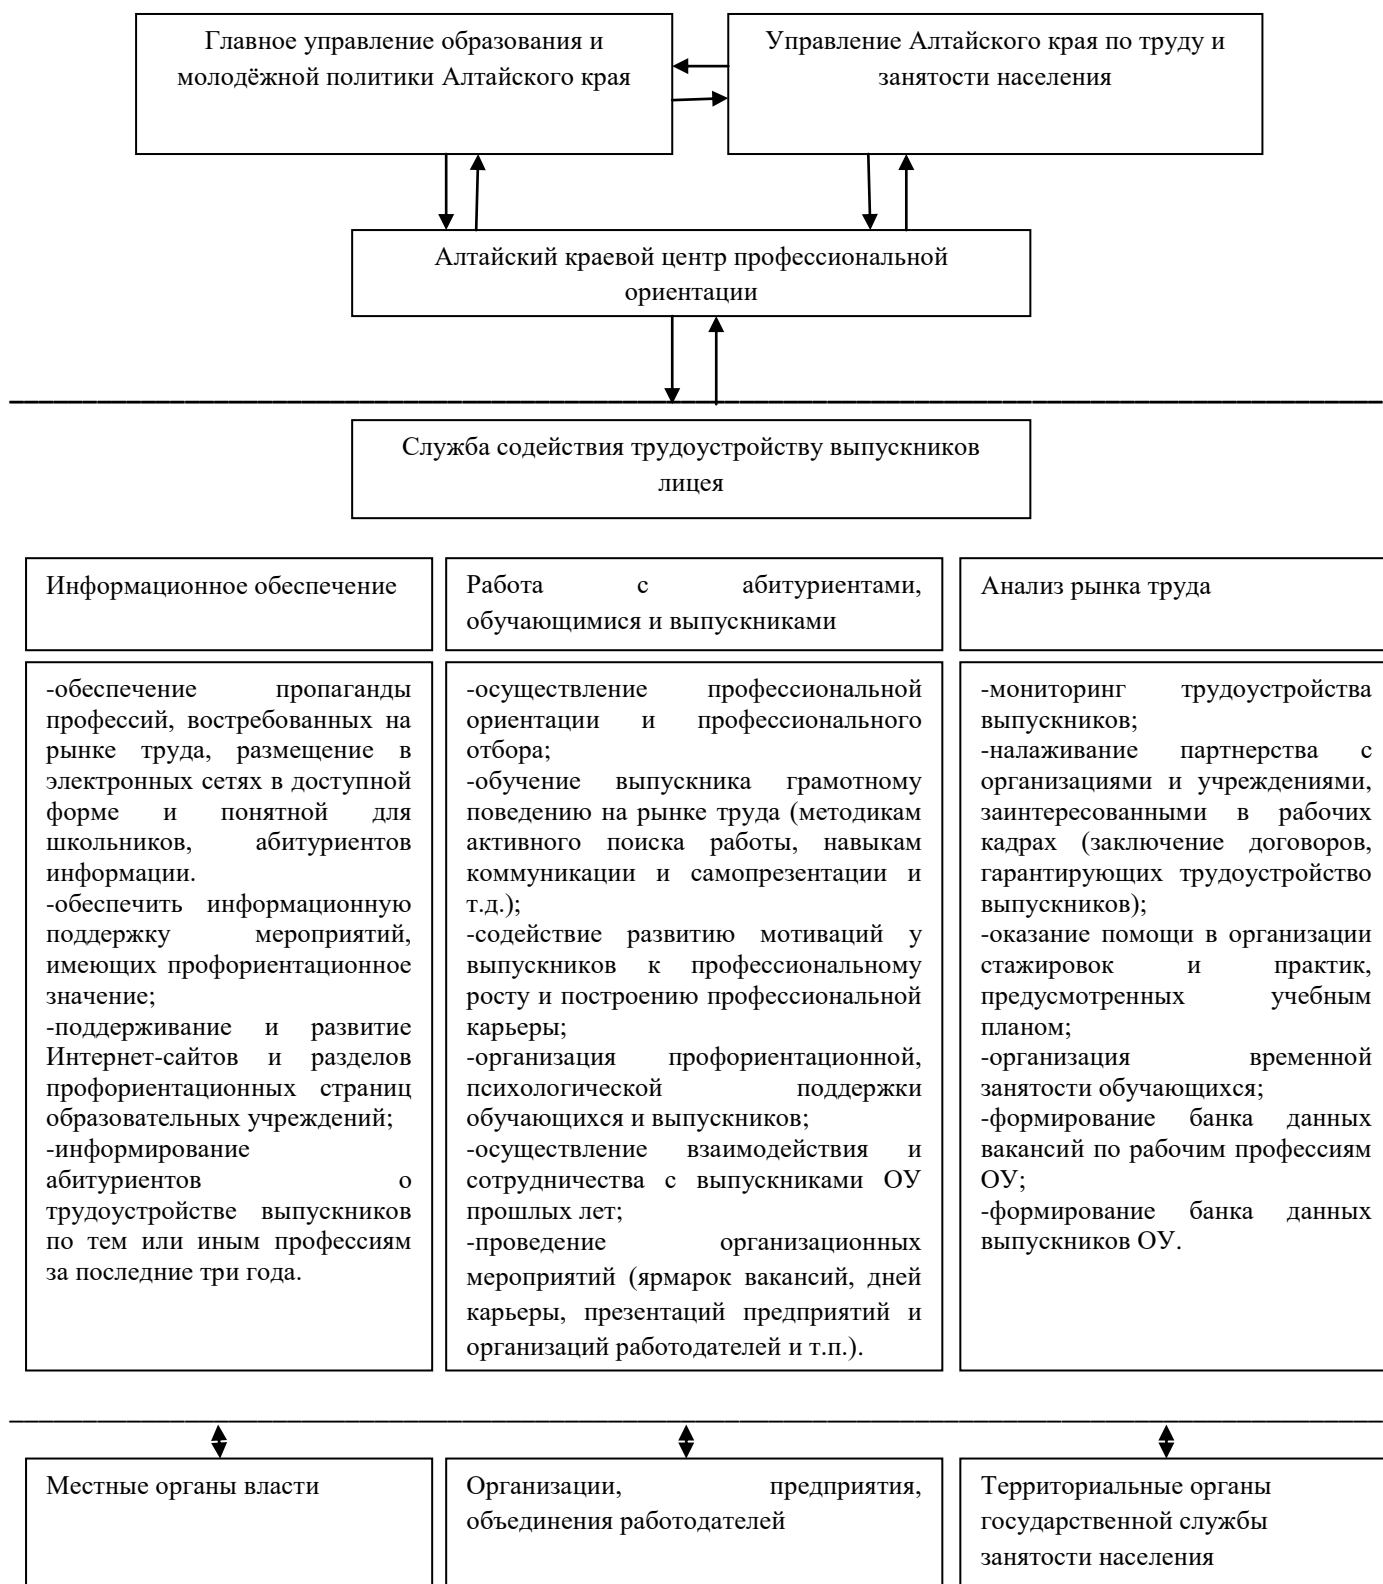 Главное управление образования и
молодёжной политики Алтайского края
Управление Алтайского края по труду и
занятости населения
Алтайский краевой центр профессиональной
ориентации
Служба содействия трудоустройству выпускников
лицея
Информационное обеспечение
Работа с абитуриентами,
обучающимися и выпускниками
Анализ рынка труда
-обеспечение пропаганды
профессий, востребованных на
рынке труда, размещение в
электронных сетях в доступной
форме и понятной для
школьников, абитуриентов
информации.
-обеспечить информационную
поддержку мероприятий,
имеющих профориентационное
значение;
-поддерживание и развитие
Интернет-сайтов и разделов
профориентационных страниц
образовательных учреждений;
-информирование
абитуриентов о
трудоустройстве выпускников
по тем или иным профессиям
за последние три года.
-осуществление профессиональной
ориентации и профессионального
отбора;
-обучение выпускника грамотному
поведению на рынке труда (методикам
активного поиска работы, навыкам
коммуникации и самопрезентации и
т.д.);
-содействие развитию мотиваций у
выпускников к профессиональному
росту и построению профессиональной
карьеры;
-организация профориентационной,
психологической поддержки
обучающихся и выпускников;
-осуществление взаимодействия и
сотрудничества с выпускниками ОУ
прошлых лет;
-проведение организационных
мероприятий (ярмарок вакансий, дней
карьеры, презентаций предприятий и
организаций работодателей и т.п.).
-мониторинг трудоустройства
выпускников;
-налаживание партнерства с
организациями и учреждениями,
заинтересованными в рабочих
кадрах (заключение договоров,
гарантирующих трудоустройство
выпускников);
-оказание помощи в организации
стажировок и практик,
предусмотренных учебным
планом;
-организация временной
занятости обучающихся;
-формирование банка данных
вакансий по рабочим профессиям
ОУ;
-формирование банка данных
выпускников ОУ.
Местные органы власти
Организации, предприятия,
объединения работодателей
Территориальные органы
государственной службы
занятости населения